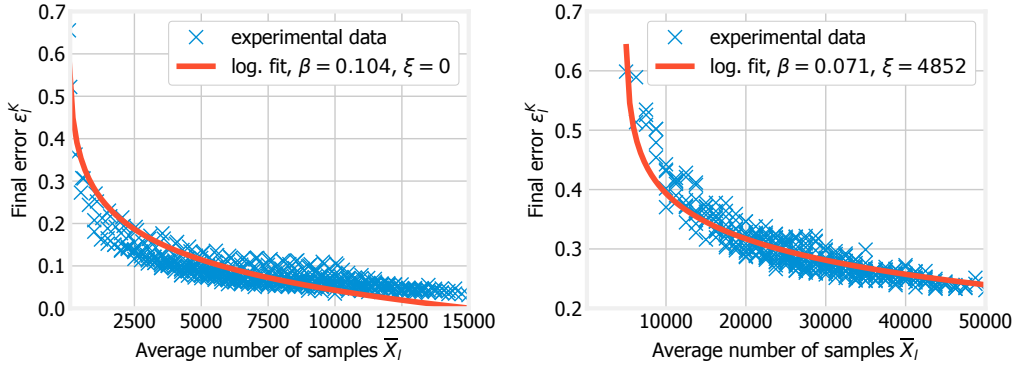 0.7
0.6
0.5
0.4
0.3
0.2
0.1
0.0
Final error ε_l^K
experimental data
log. fit, β = 0.104, ξ = 0
2500 5000 7500 10000 12500 15000
Average number of samples X̅_l
0.7
0.6
0.5
0.4
0.3
0.2
Final error ε_l^K
experimental data
log. fit, β = 0.071, ξ = 4852
10000 20000 30000 40000 50000
Average number of samples X̅_l